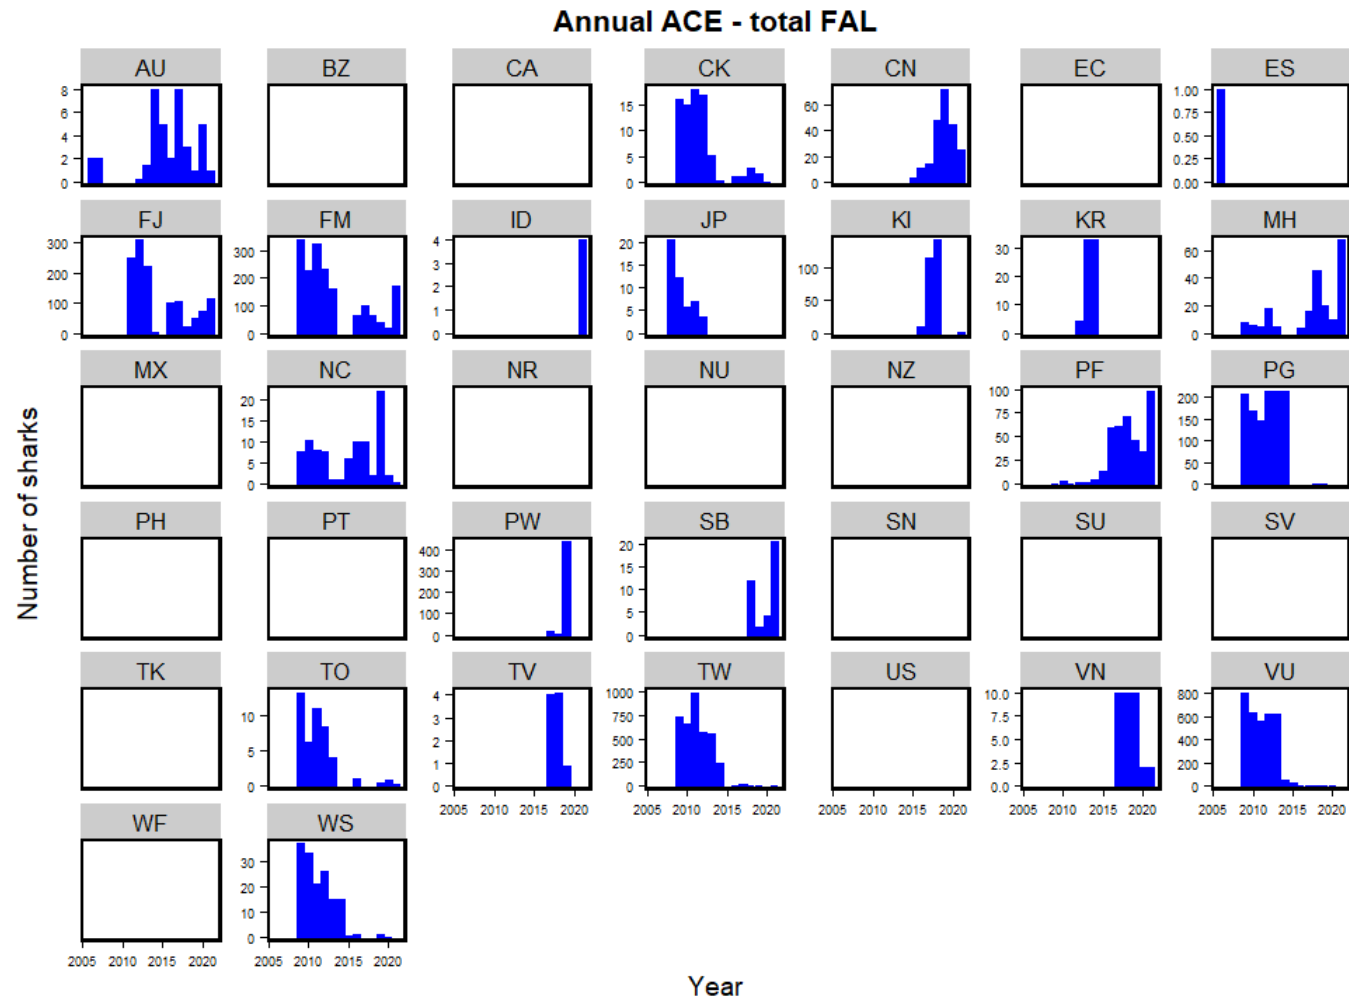 Annual ACE - total FAL
AU BZ CA CK CN EC ES
8 6 4 2 0
15 10 5 0
60 40 20 0
1.00 0.75 0.50 0.25 0.00
FJ FM ID JP KI KR MH
300 200 100 0
300 200 100 0
4 3 2 1 0
20 15 10 5 0
100 50 0
30 20 10 0
60 40 20 0
MX NC NR NU NZ PF PG
20 15 10 5 0
100 75 50 25 0
200 150 100 50 0
Number of sharks
PH PT PW SB SN SU SV
400 300 200 100 0
20 15 10 5 0
TK TO TV TW US VN VU
10 5 0
4 3 2 1 0
1000 750 500 250 0
10.0 7.5 5.0 2.5 0.0
800 600 400 200 0
2005 2010 2015 2020 2005 2010 2015 2020 2005 2010 2015 2020 2005 2010 2015 2020 2005 2010 2015 2020
WF WS
30 20 10 0
2005 2010 2015 2020 2005 2010 2015 2020
Year